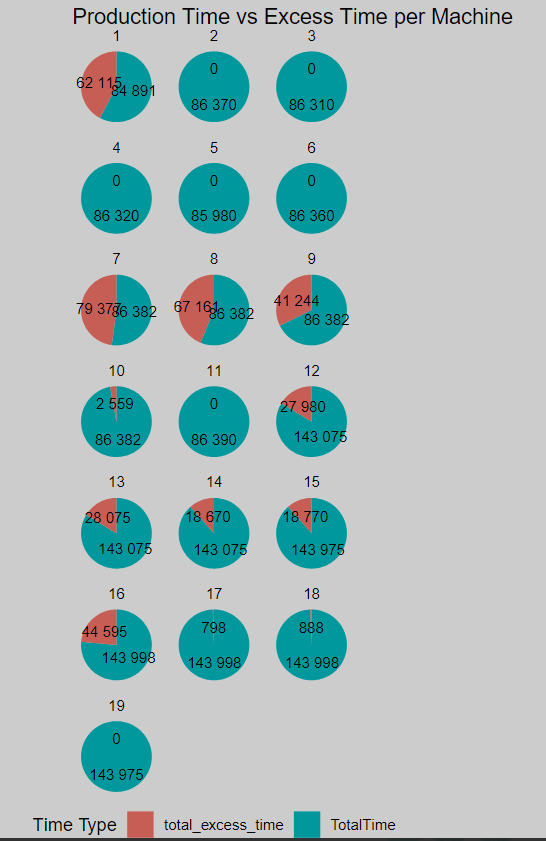 Production Time vs Excess Time per Machine
1 2 3
62 115 84 891 0 86 370 0 86 310
4 5 6
0 86 320 0 85 980 0 86 360
7 8 9
79 377 86 382 67 161 86 382 41 244 86 382
10 11 12
2 559 86 382 0 86 390 27 980 143 075
13 14 15
28 075 143 075 18 670 143 075 18 770 143 975
16 17 18
44 595 143 998 798 143 998 888 143 998
19
0
143 975
Time Type total_excess_time TotalTime